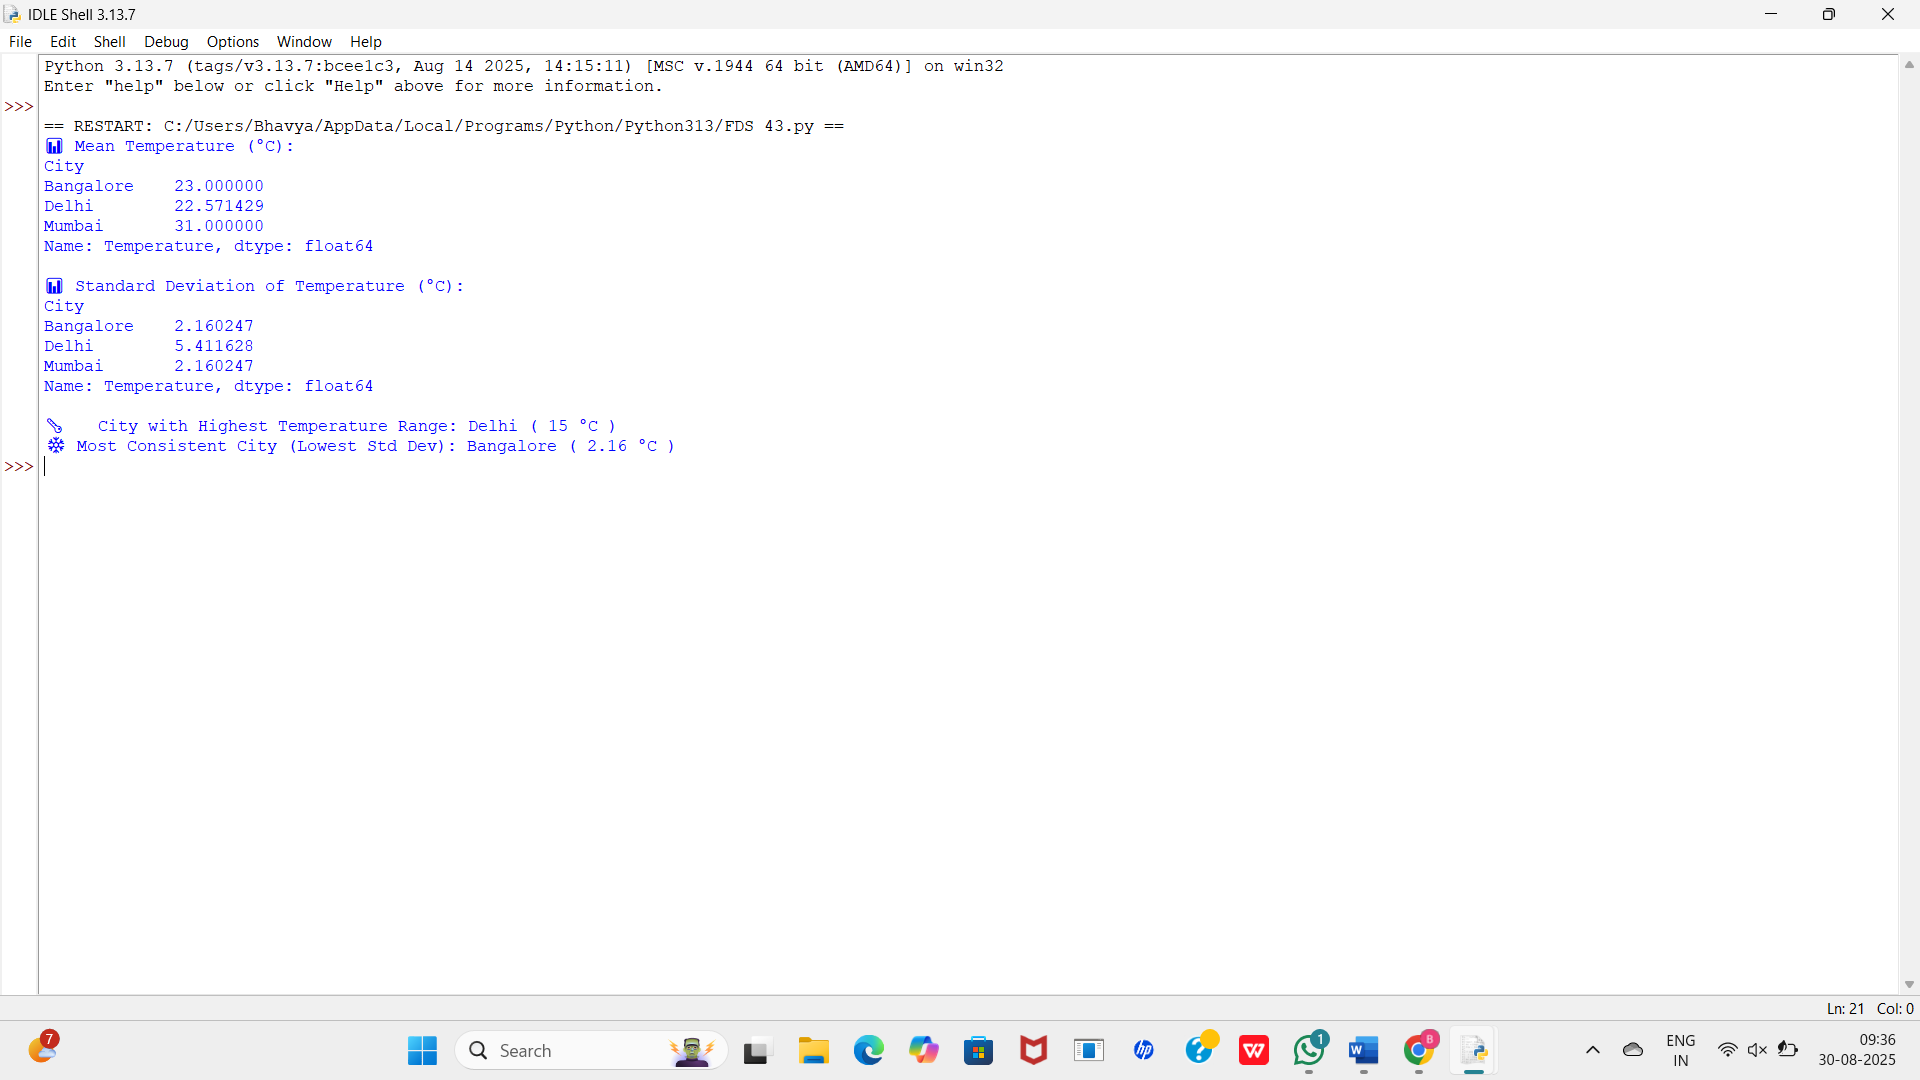 IDLE Shell 3.13.7
File Edit Shell Debug Options Window Help
Python 3.13.7 (tags/v3.13.7:bcee1c3, Aug 14 2025, 14:15:11) [MSC v.1944 64 bit (AMD64)] on win32
Enter "help" below or click "Help" above for more information.
>>>
== RESTART: C:/Users/Bhavya/AppData/Local/Programs/Python/Python313/FDS 43.py ==
📊 Mean Temperature (°C):
City
Bangalore    23.000000
Delhi        22.571429
Mumbai       31.000000
Name: Temperature, dtype: float64
📊 Standard Deviation of Temperature (°C):
City
Bangalore    2.160247
Delhi        5.411628
Mumbai       2.160247
Name: Temperature, dtype: float64
🌡 City with Highest Temperature Range: Delhi ( 15 °C )
❄ Most Consistent City (Lowest Std Dev): Bangalore ( 2.16 °C )
>>>
Ln: 21 Col: 0
7
Search
hp
?
W
1
W
B
ENG
IN
09:36
30-08-2025